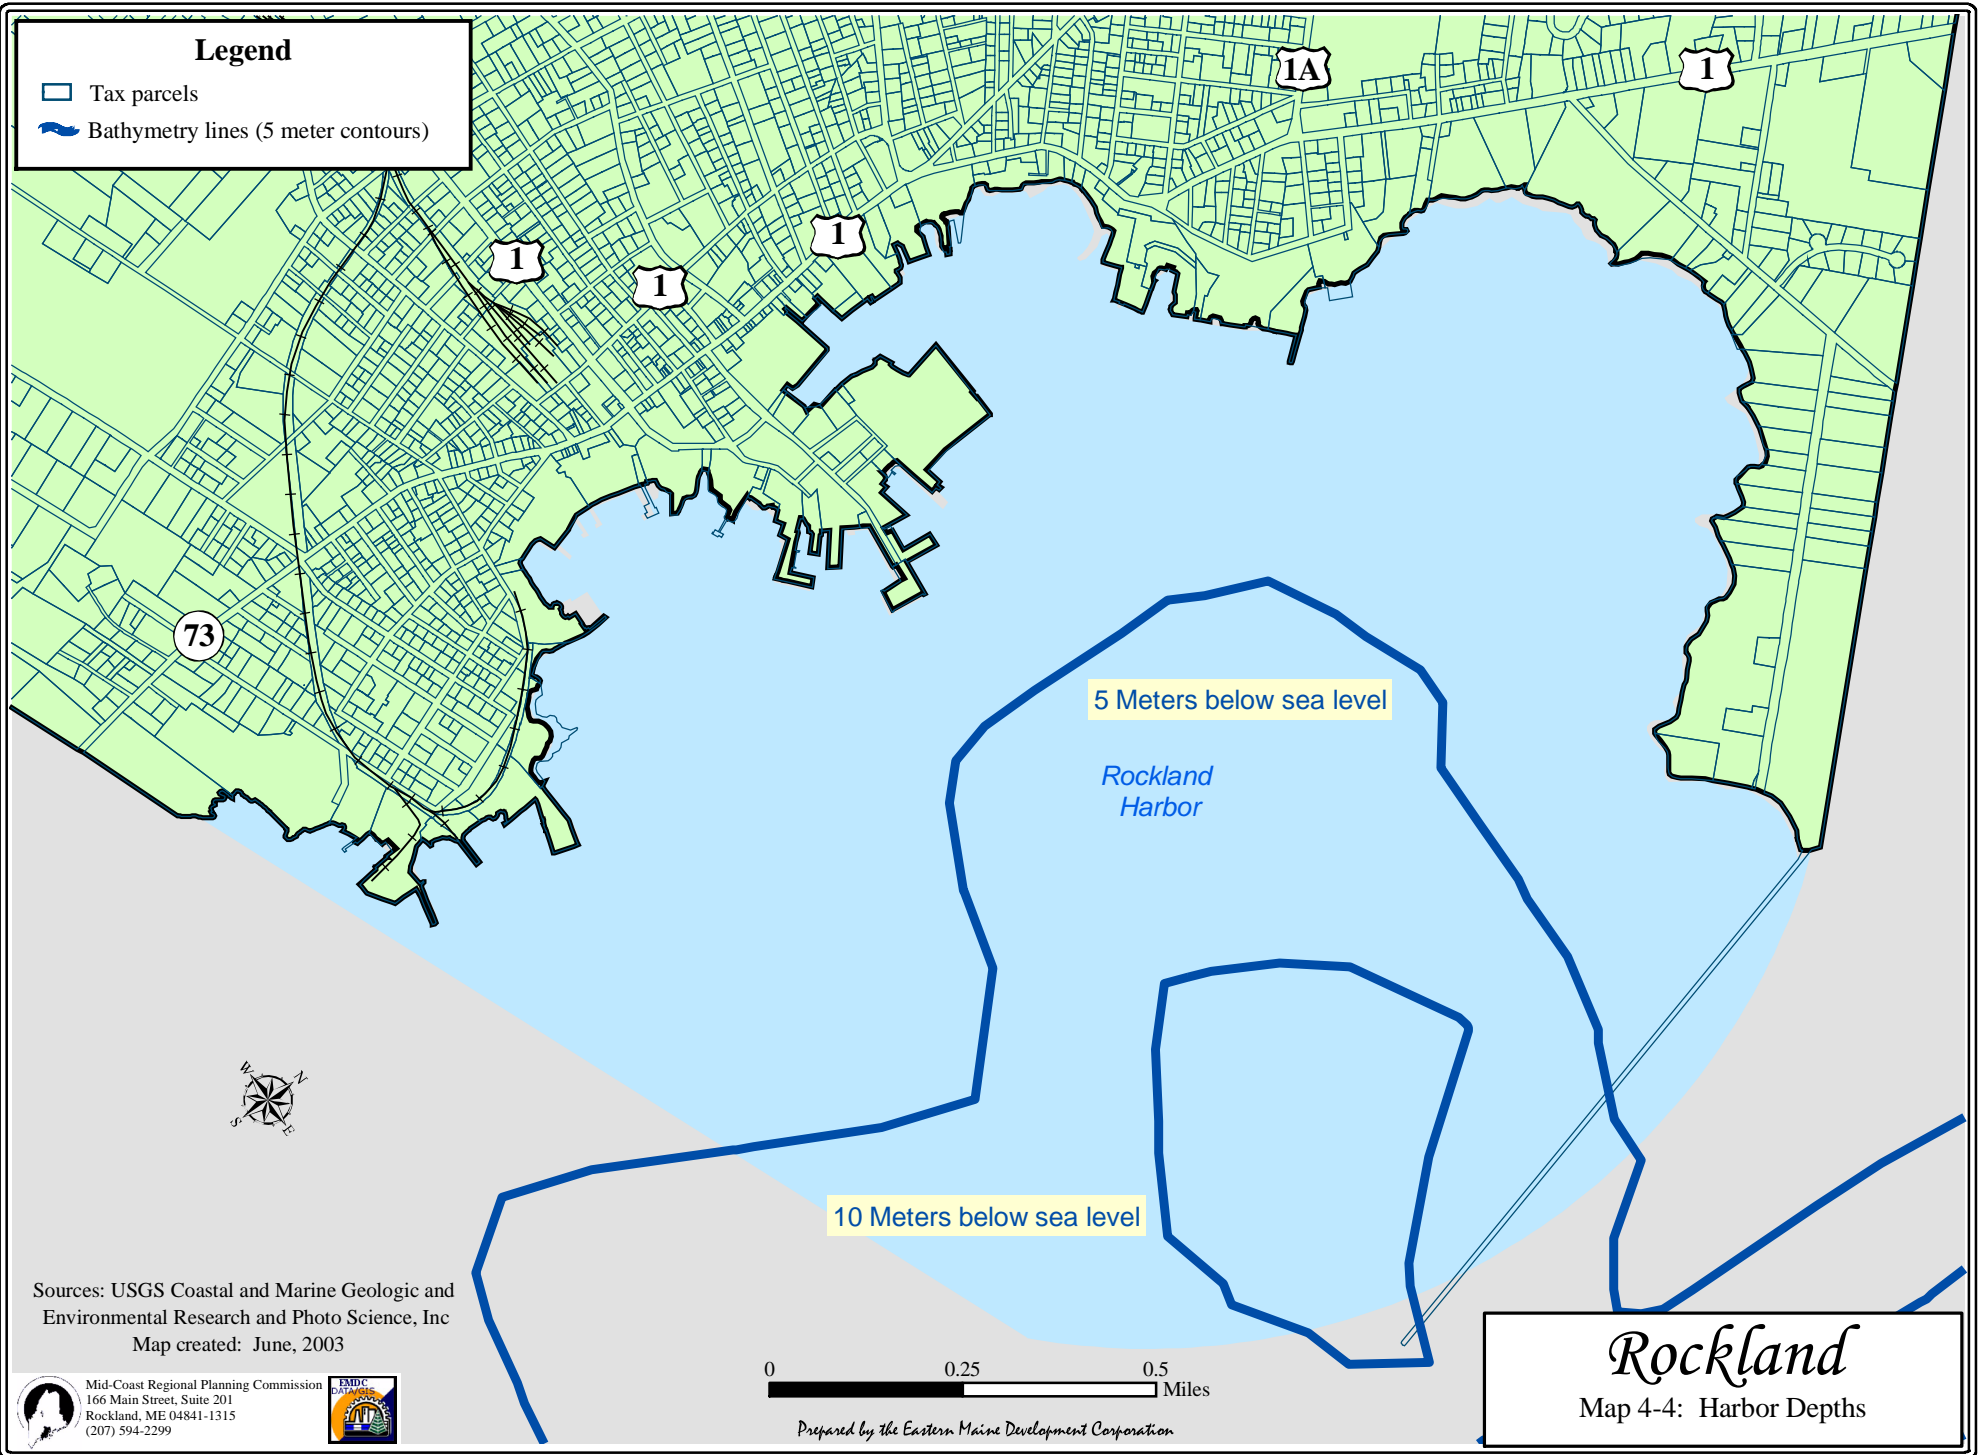 Legend
Tax parcels
Bathymetry lines (5 meter contours)
1A
1
1
1
1
73
5 Meters below sea level
Rockland
Harbor
W
N
S
E
10 Meters below sea level
Sources: USGS Coastal and Marine Geologic and
Environmental Research and Photo Science, Inc
Map created: June, 2003
Mid-Coast Regional Planning Commission
166 Main Street, Suite 201
Rockland, ME 04841-1315
(207) 594-2299
EMDC
DATA/GIS
0 0.25 0.5
Miles
Prepared by the Eastern Maine Development Corporation
Rockland
Map 4-4: Harbor Depths